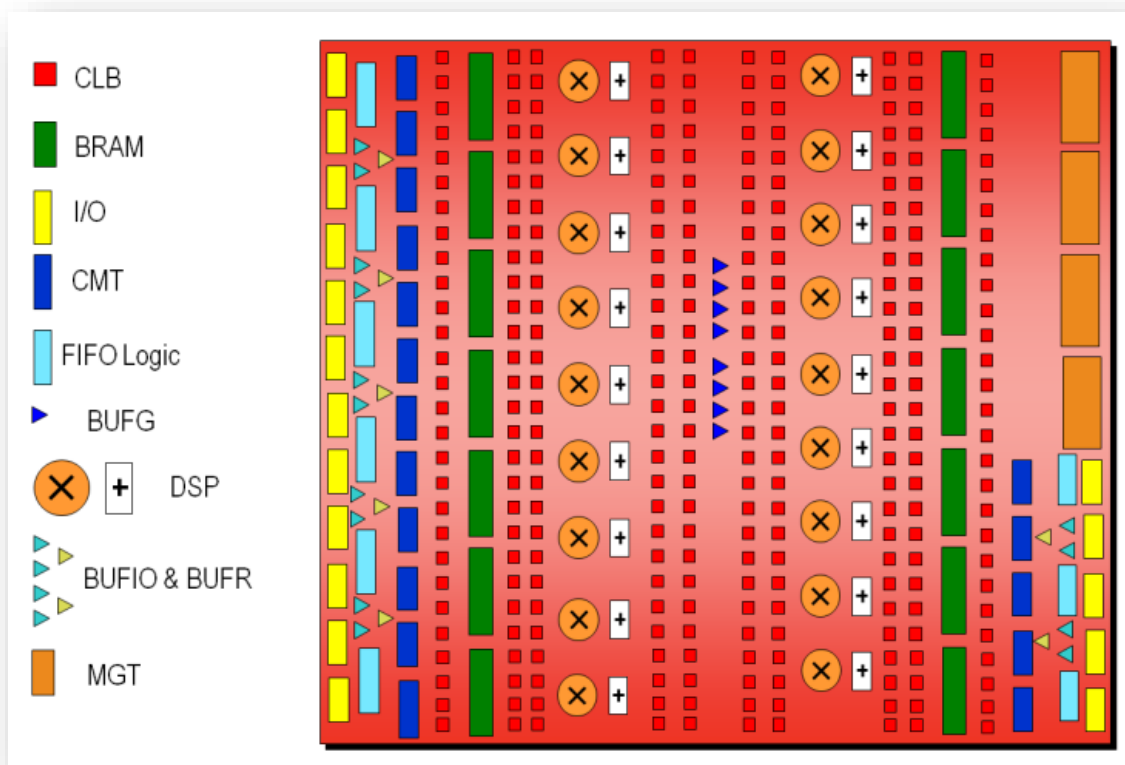 CLB
BRAM
I/O
CMT
FIFO Logic
BUFG
DSP
BUFIO & BUFR
MGT